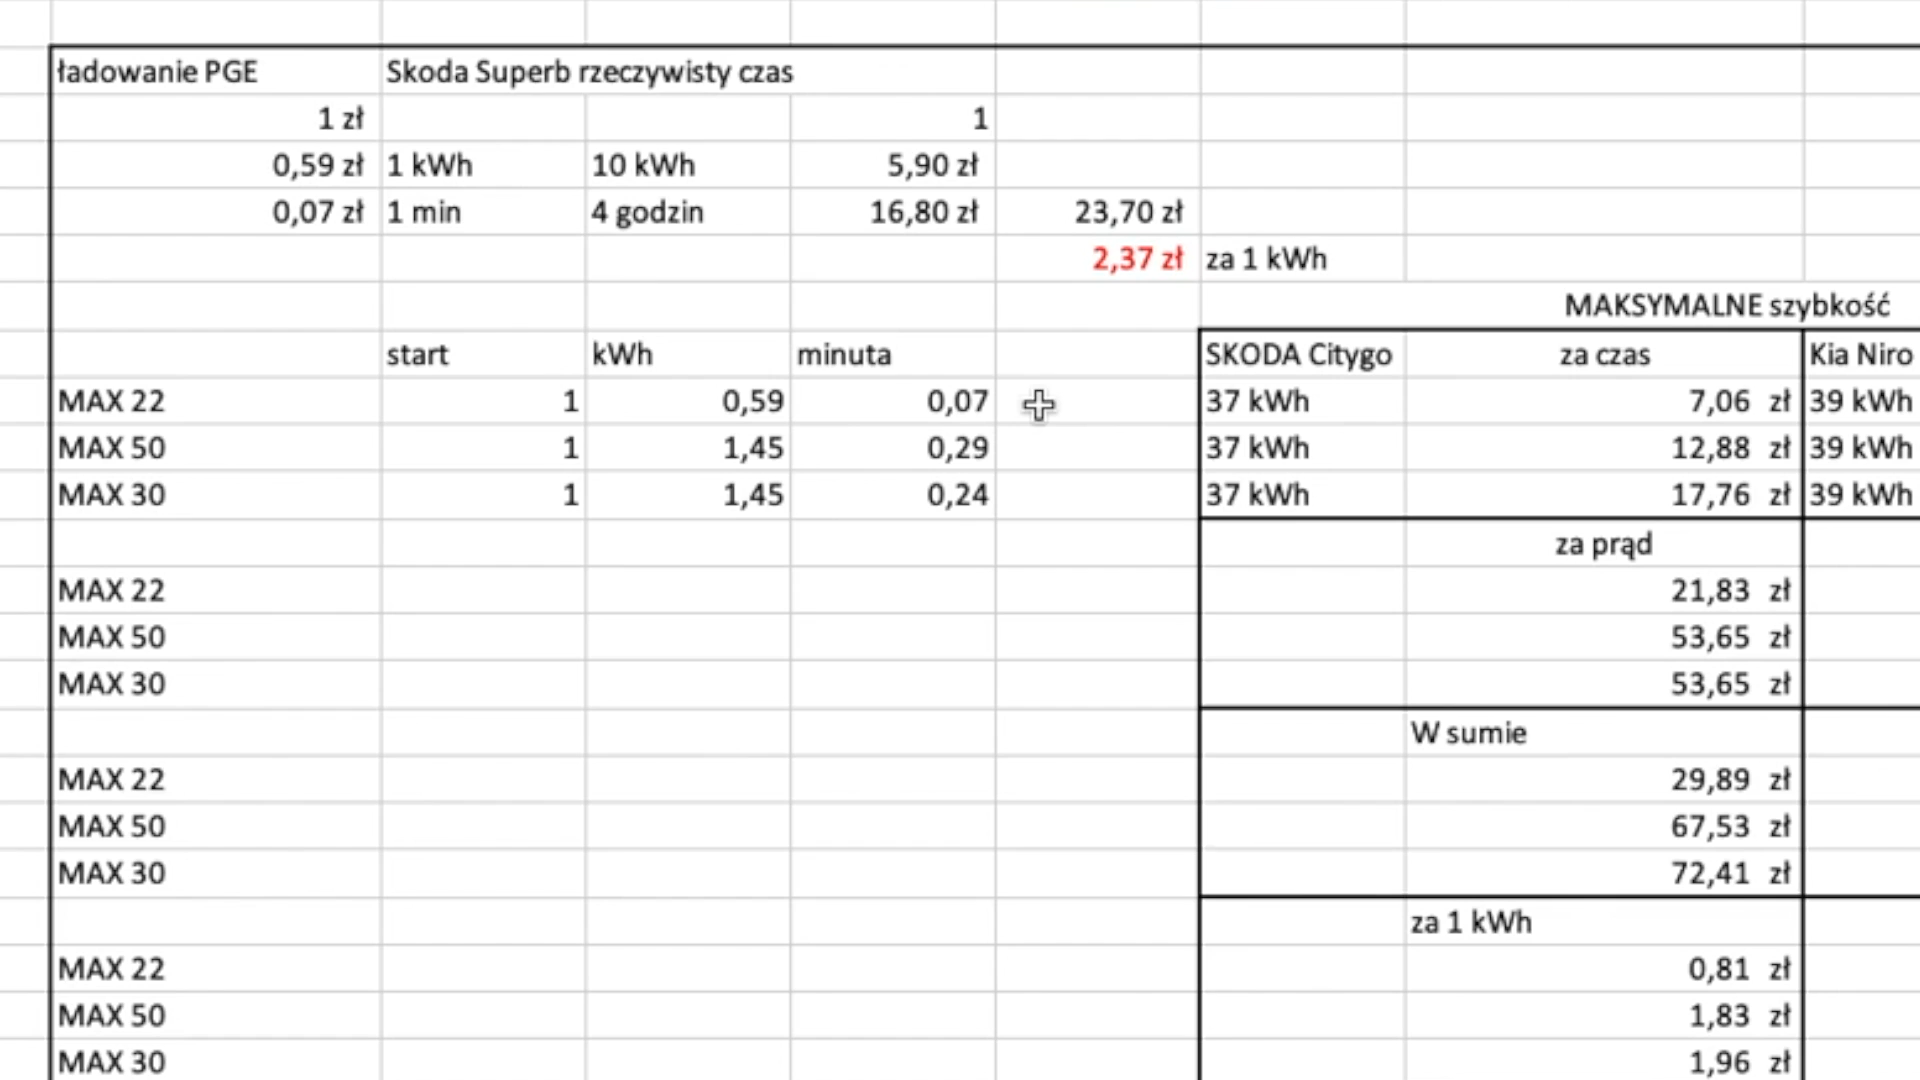 ładowanie PGE Skoda Superb rzeczywisty czas
1 zł 1
0,59 zł 1 kWh 10 kWh 5,90 zł
0,07 zł 1 min 4 godzin 16,80 zł 23,70 zł
2,37 zł za 1 kWh
MAKSYMALNE szybkość
start kWh minuta SKODA Citygo za czas Kia Niro
MAX 22 1 0,59 0,07 37 kWh 7,06 zł 39 kWh
MAX 50 1 1,45 0,29 37 kWh 12,88 zł 39 kWh
MAX 30 1 1,45 0,24 37 kWh 17,76 zł 39 kWh
za prąd
MAX 22 21,83 zł
MAX 50 53,65 zł
MAX 30 53,65 zł
W sumie
MAX 22 29,89 zł
MAX 50 67,53 zł
MAX 30 72,41 zł
za 1 kWh
MAX 22 0,81 zł
MAX 50 1,83 zł
MAX 30 1,96 zł